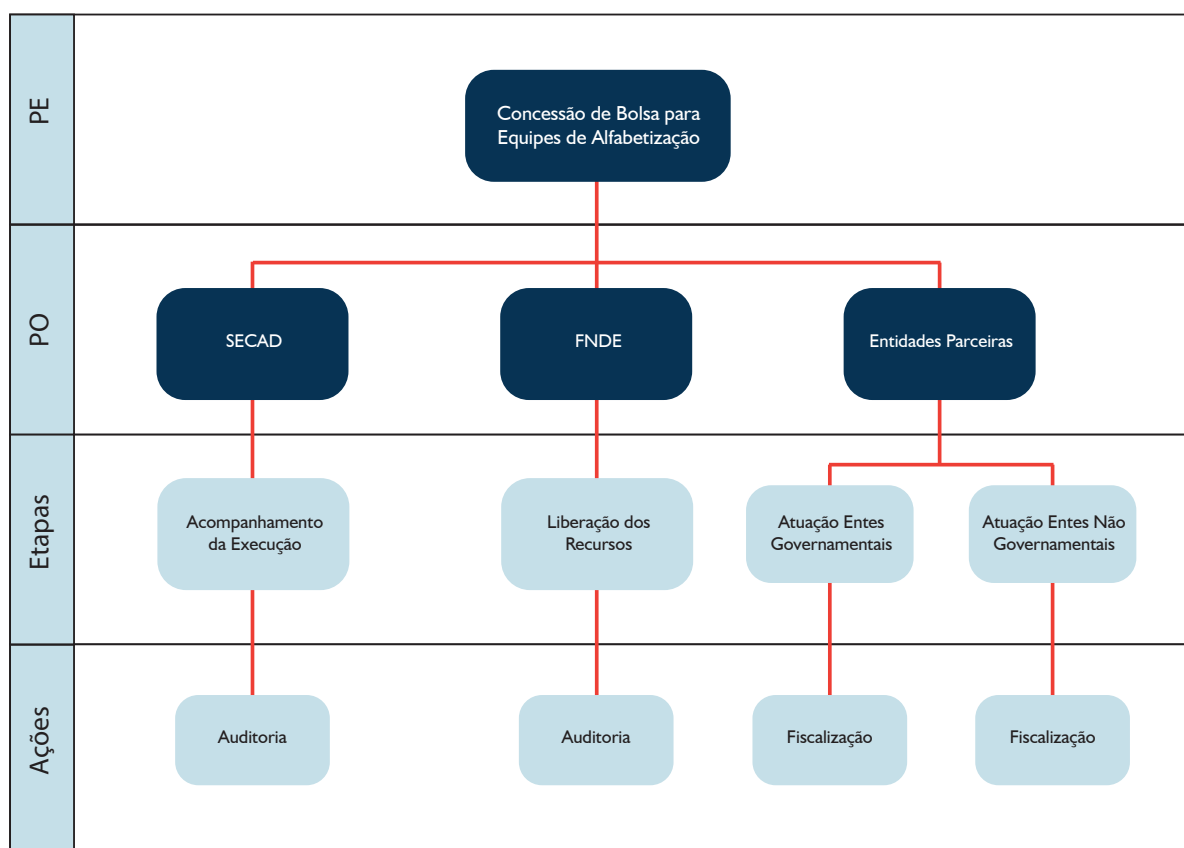 PE
Concessão de Bolsa para
Equipes de Alfabetização
PO
SECAD
FNDE
Entidades Parceiras
Etapas
Acompanhamento
da Execução
Liberação dos
Recursos
Atuação Entes
Governamentais
Atuação Entes Não
Governamentais
Ações
Auditoria
Auditoria
Fiscalização
Fiscalização